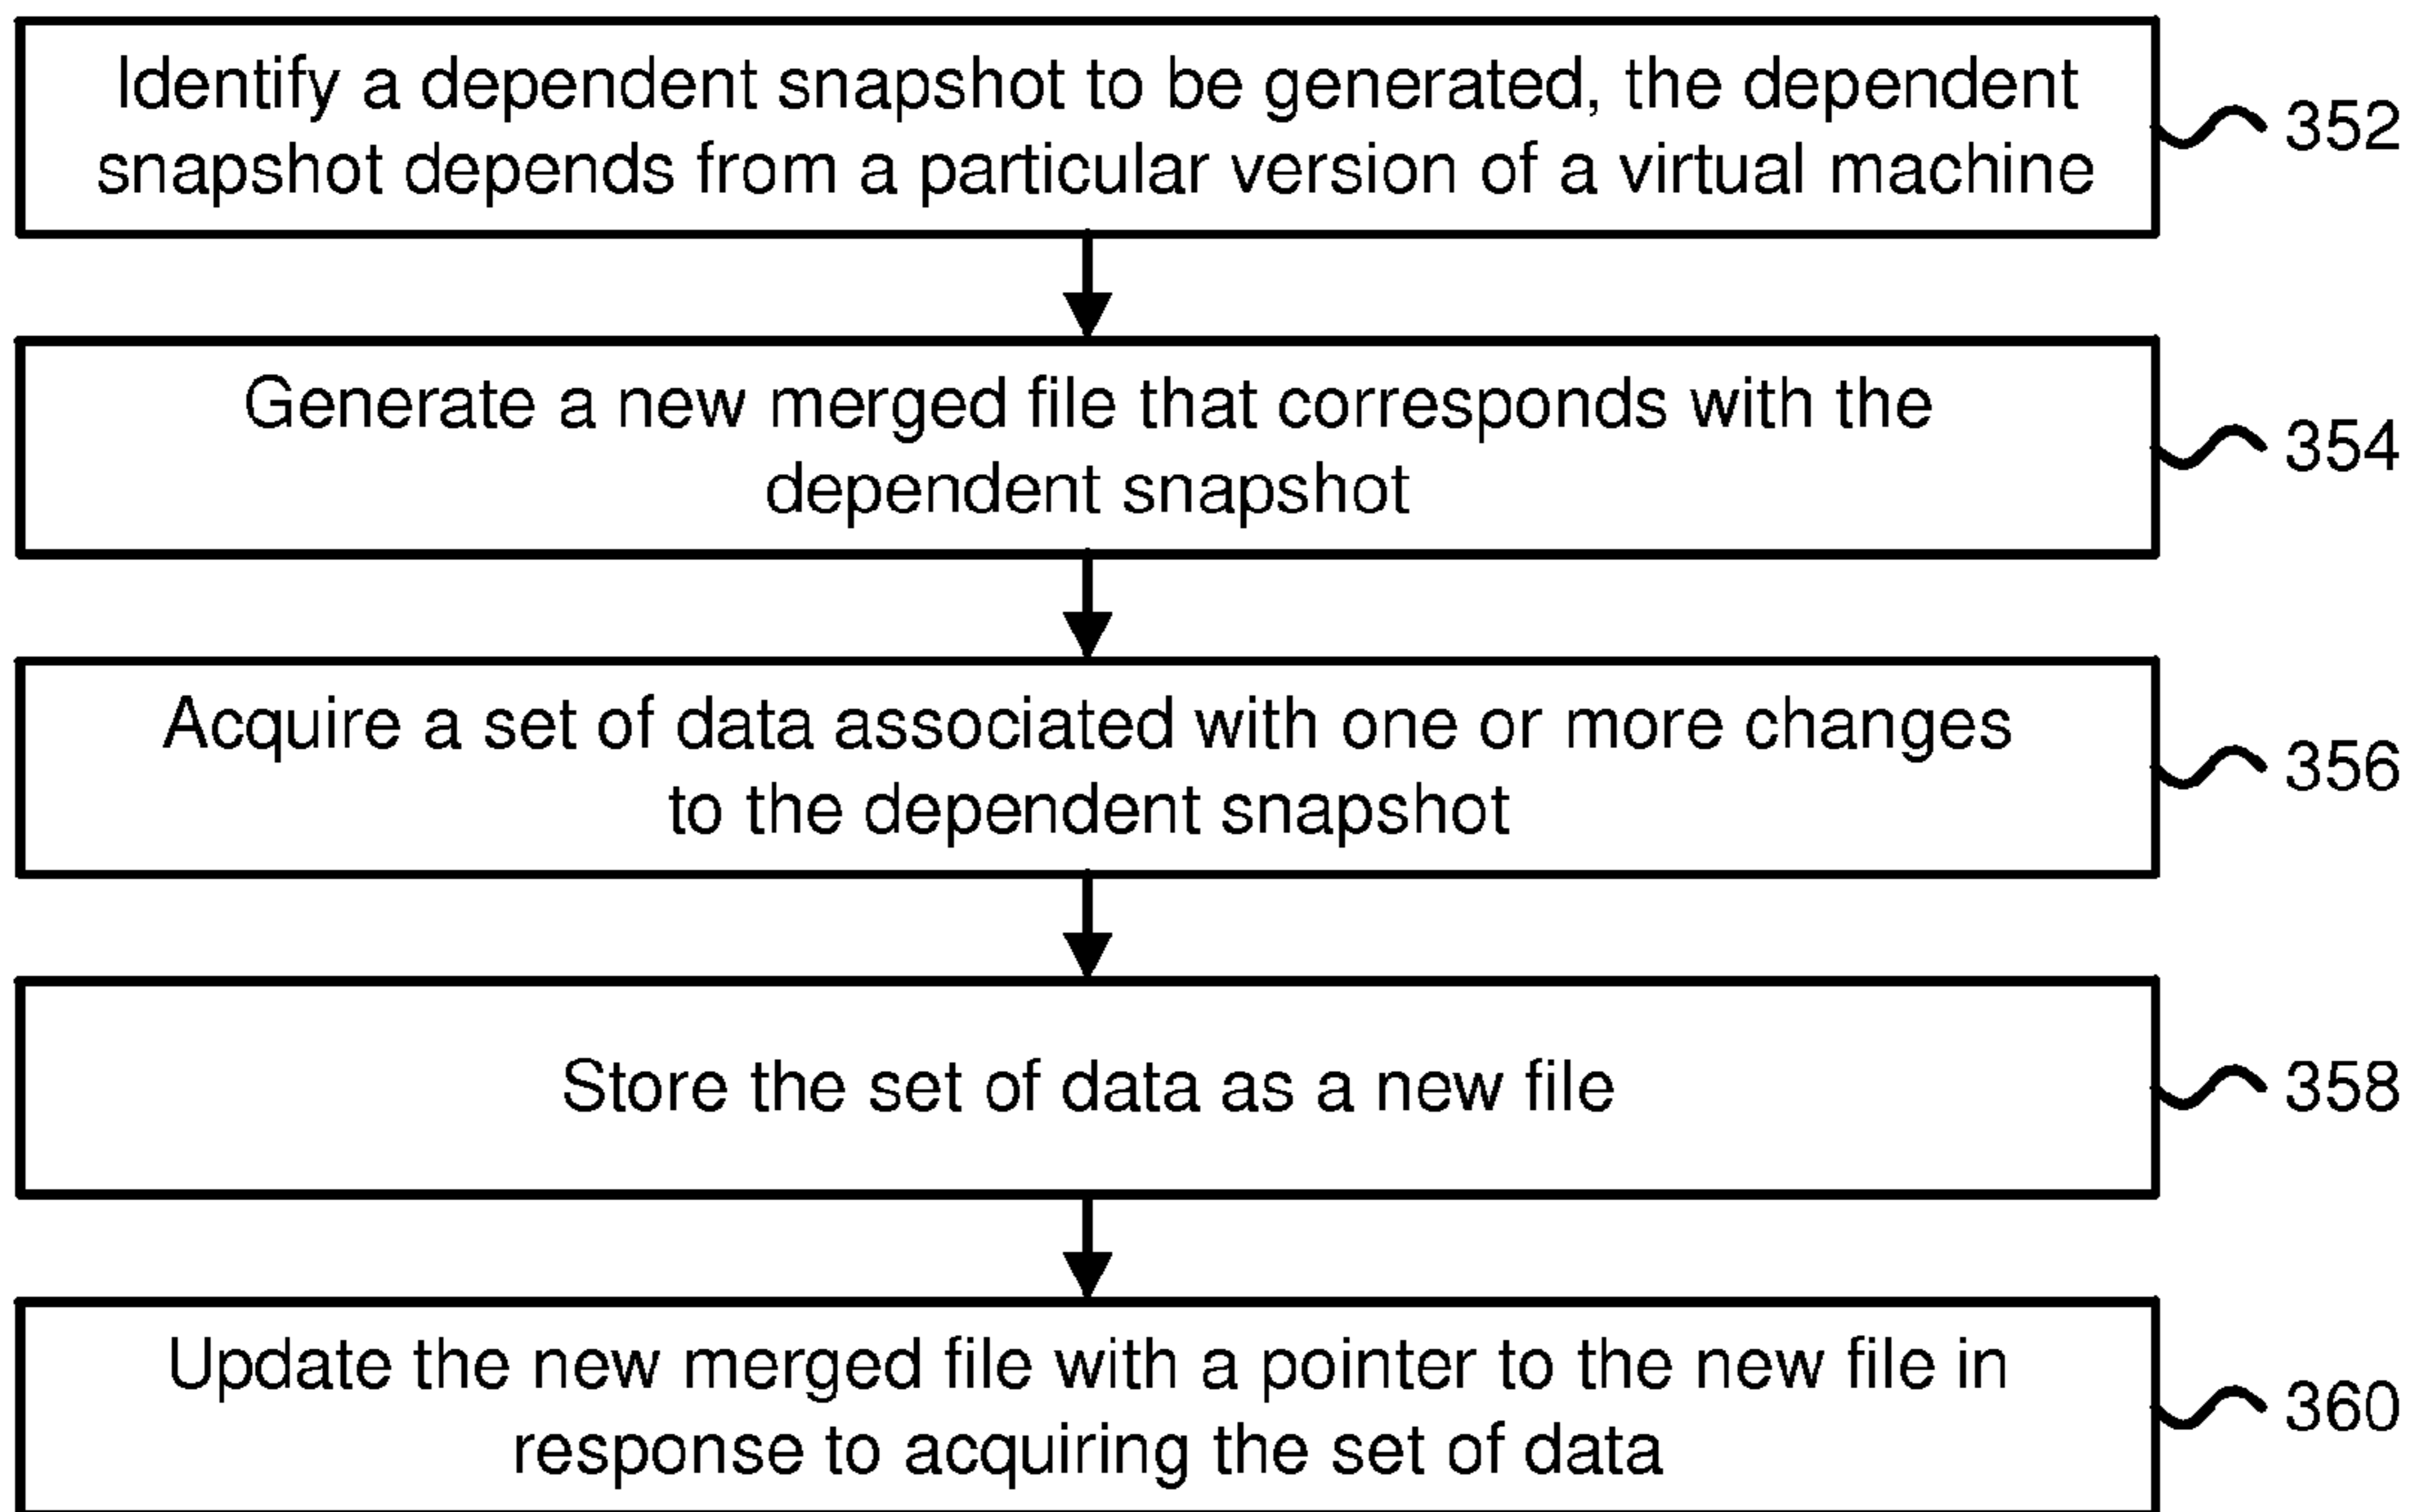 Identify a dependent snapshot to be generated, the dependent
snapshot depends from a particular version of a virtual machine
352
Generate a new merged file that corresponds with the
dependent snapshot
354
Acquire a set of data associated with one or more changes
to the dependent snapshot
356
Store the set of data as a new file
358
Update the new merged file with a pointer to the new file in
response to acquiring the set of data
360